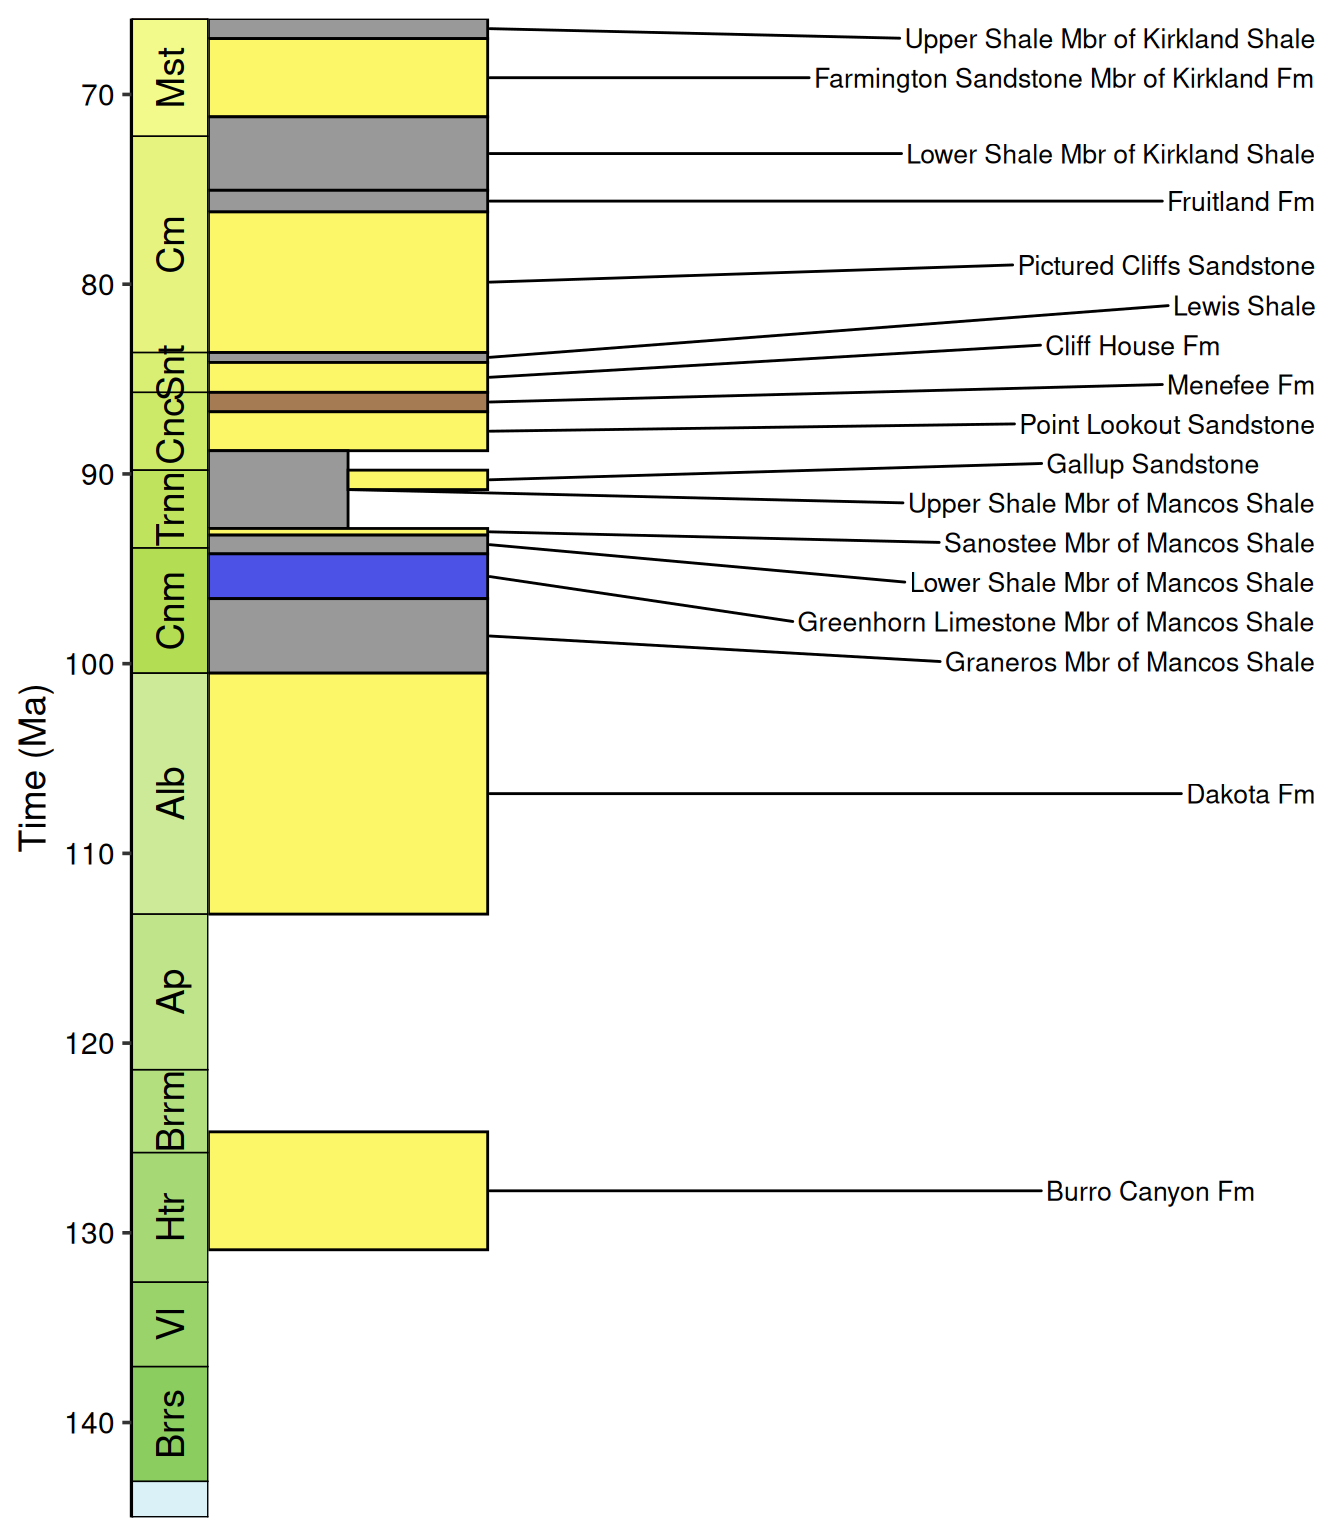 Time (Ma)
70
80
90
100
110
120
130
140
Mst
Cm
Snt
Cnc
Trnn
Cnm
Alb
Ap
Brrm
Htr
Vl
Brrs
Upper Shale Mbr of Kirkland Shale
Farmington Sandstone Mbr of Kirkland Fm
Lower Shale Mbr of Kirkland Shale
Fruitland Fm
Pictured Cliffs Sandstone
Lewis Shale
Cliff House Fm
Menefee Fm
Point Lookout Sandstone
Gallup Sandstone
Upper Shale Mbr of Mancos Shale
Sanostee Mbr of Mancos Shale
Lower Shale Mbr of Mancos Shale
Greenhorn Limestone Mbr of Mancos Shale
Graneros Mbr of Mancos Shale
Dakota Fm
Burro Canyon Fm